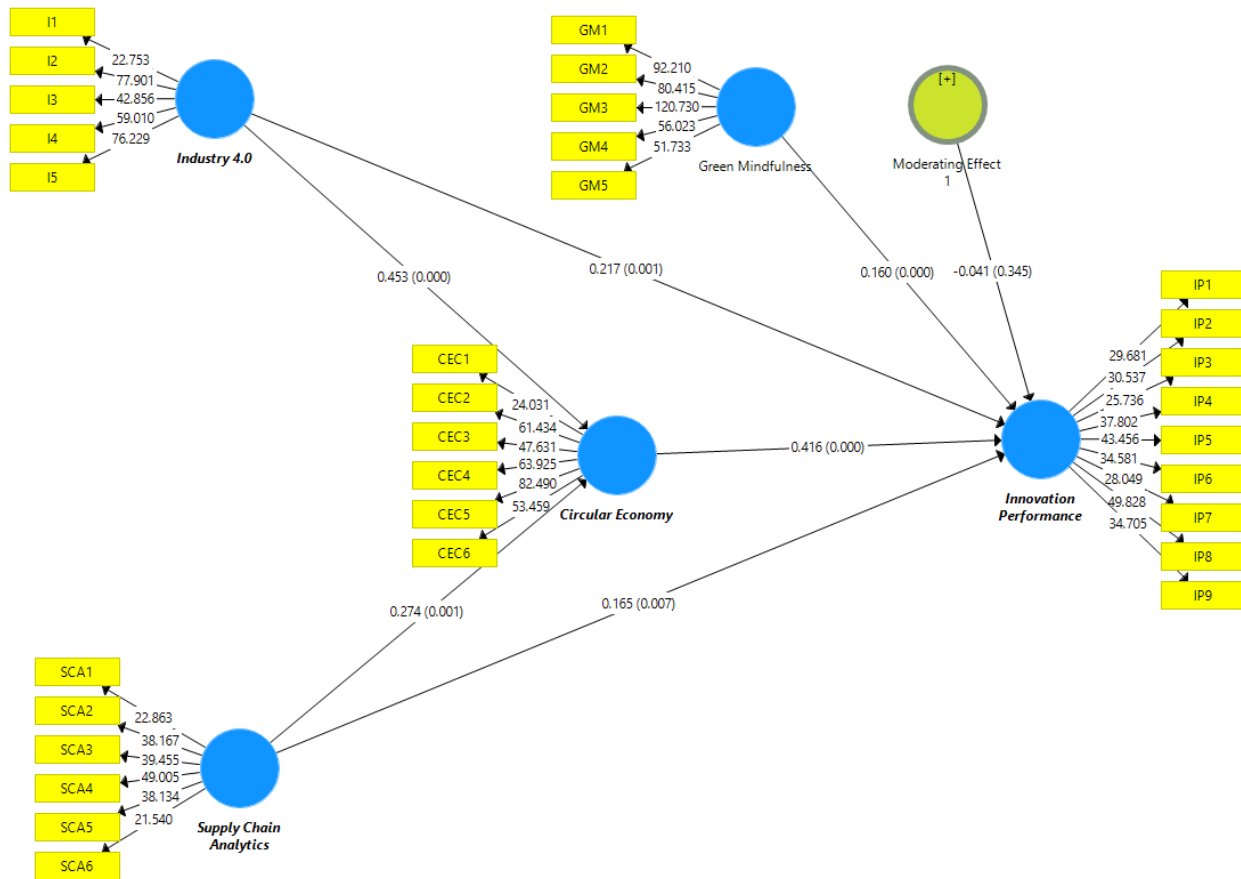 I1
I2
I3
I4
I5
22.753
77.901
42.856
59.010
76.229
Industry 4.0
GM1
GM2
GM3
GM4
GM5
92.210
80.415
120.730
56.023
51.733
Green Mindfulness
[+]
Moderating Effect
1
0.453 (0.000)
0.217 (0.001)
0.160 (0.000)
-0.041 (0.345)
CEC1
CEC2
CEC3
CEC4
CEC5
CEC6
24.031
61.434
47.631
63.925
82.490
53.459
Circular Economy
0.416 (0.000)
IP1
IP2
IP3
IP4
IP5
IP6
IP7
IP8
IP9
29.681
30.537
25.736
37.802
43.456
34.581
28.049
49.828
34.705
Innovation
Performance
0.274 (0.001)
0.165 (0.007)
SCA1
SCA2
SCA3
SCA4
SCA5
SCA6
22.863
38.167
39.455
49.005
38.134
21.540
Supply Chain
Analytics